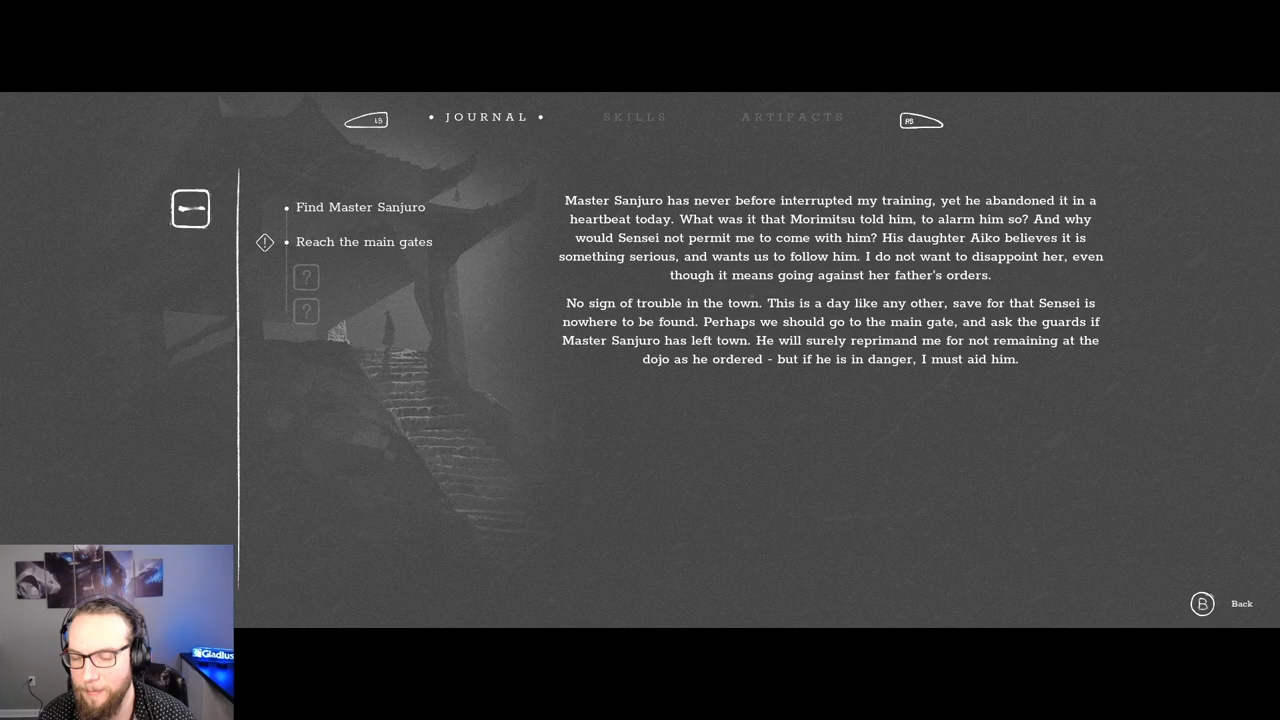 LB
JOURNAL
SKILLS
ARTIFACTS
RB
Find Master Sanjuro
! Reach the main gates
?
?
Master Sanjuro has never before interrupted my training, yet he abandoned it in a
heartbeat today. What was it that Morimitsu told him, to alarm him so? And why
would Sensei not permit me to come with him? His daughter Aiko believes it is
something serious, and wants us to follow him. I do not want to disappoint her, even
though it means going against her father's orders.
No sign of trouble in the town. This is a day like any other, save for that Sensei is
nowhere to be found. Perhaps we should go to the main gate, and ask the guards if
Master Sanjuro has left town. He will surely reprimand me for not remaining at the
dojo as he ordered - but if he is in danger, I must aid him.
B Back
Gladius